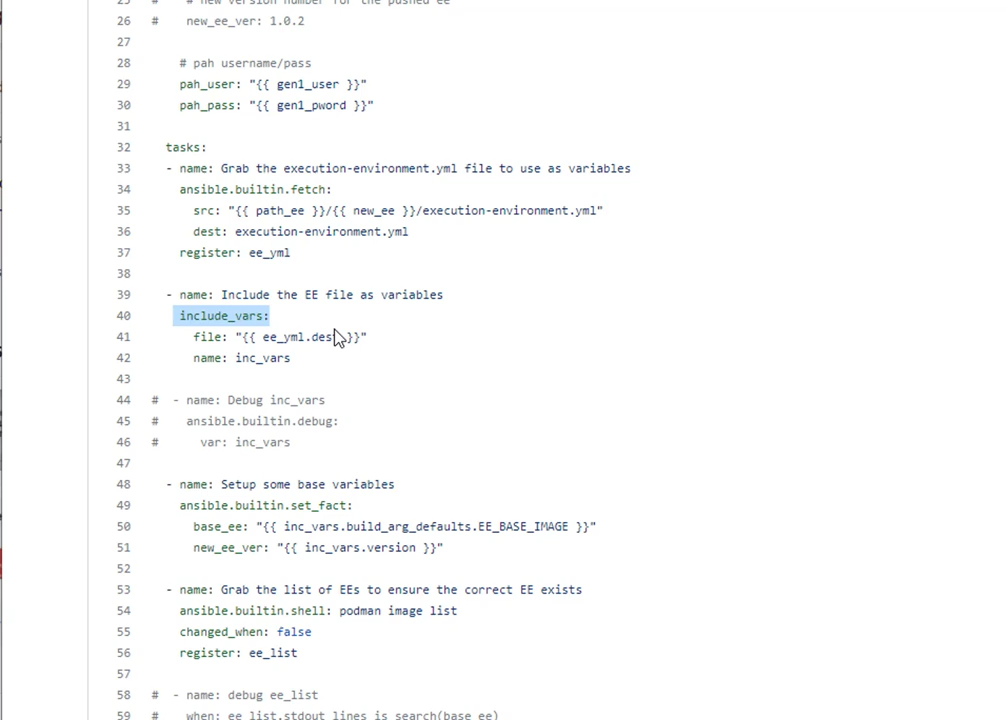 25 #    # new version number for the pushed ee
26 #    new_ee_ver: 1.0.2
27
28 # pah username/pass
29 pah_user: "{{ gen1_user }}"
30 pah_pass: "{{ gen1_pword }}"
31
32 tasks:
33 - name: Grab the execution-environment.yml file to use as variables
34 ansible.builtin.fetch:
35 src: "{{ path_ee }}/{{ new_ee }}/execution-environment.yml"
36 dest: execution-environment.yml
37 register: ee_yml
38
39 - name: Include the EE file as variables
40 include_vars:
41 file: "{{ ee_yml.dest }}"
42 name: inc_vars
43
44 #  - name: Debug inc_vars
45 #    ansible.builtin.debug:
46 #      var: inc_vars
47
48 - name: Setup some base variables
49 ansible.builtin.set_fact:
50 base_ee: "{{ inc_vars.build_arg_defaults.EE_BASE_IMAGE }}"
51 new_ee_ver: "{{ inc_vars.version }}"
52
53 - name: Grab the list of EEs to ensure the correct EE exists
54 ansible.builtin.shell: podman image list
55 changed_when: false
56 register: ee_list
57
58 #  - name: debug ee_list
59 #    when: ee_list.stdout_lines is search(base_ee)